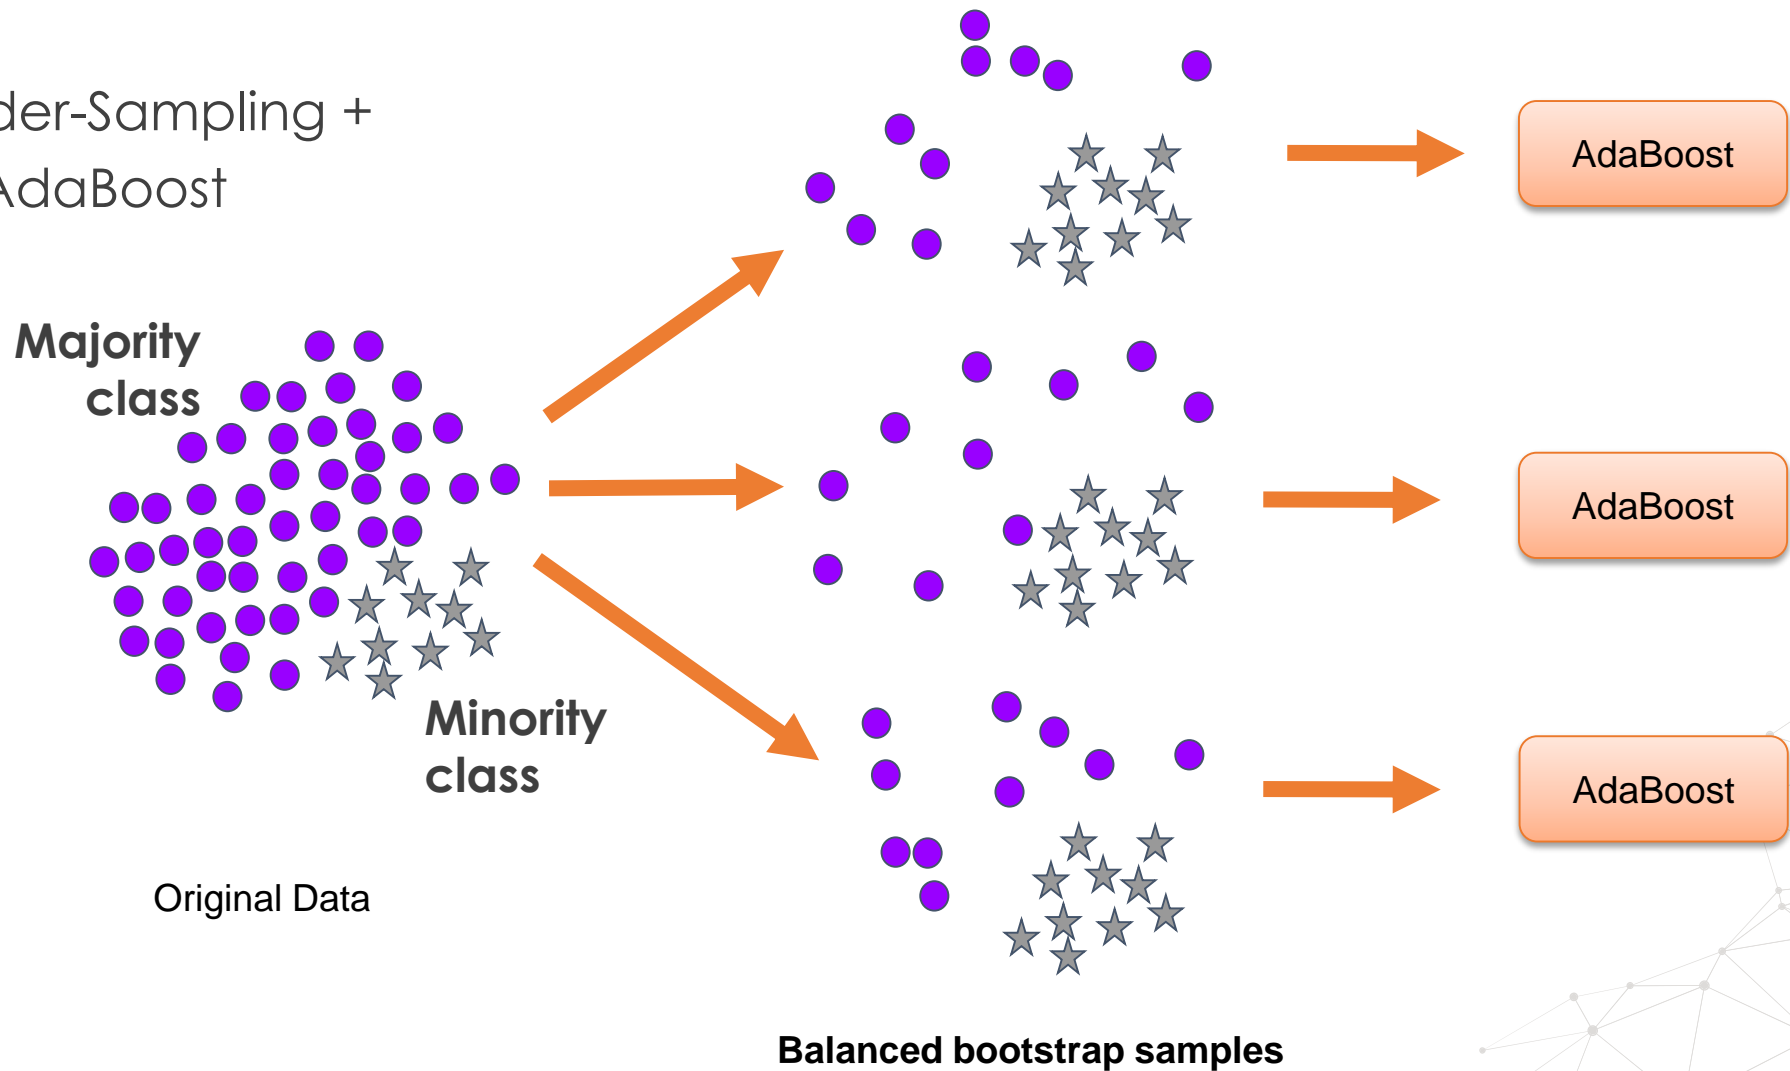 der-Sampling +
AdaBoost
AdaBoost
Majority
class
AdaBoost
Minority
class
AdaBoost
Original Data
Balanced bootstrap samples